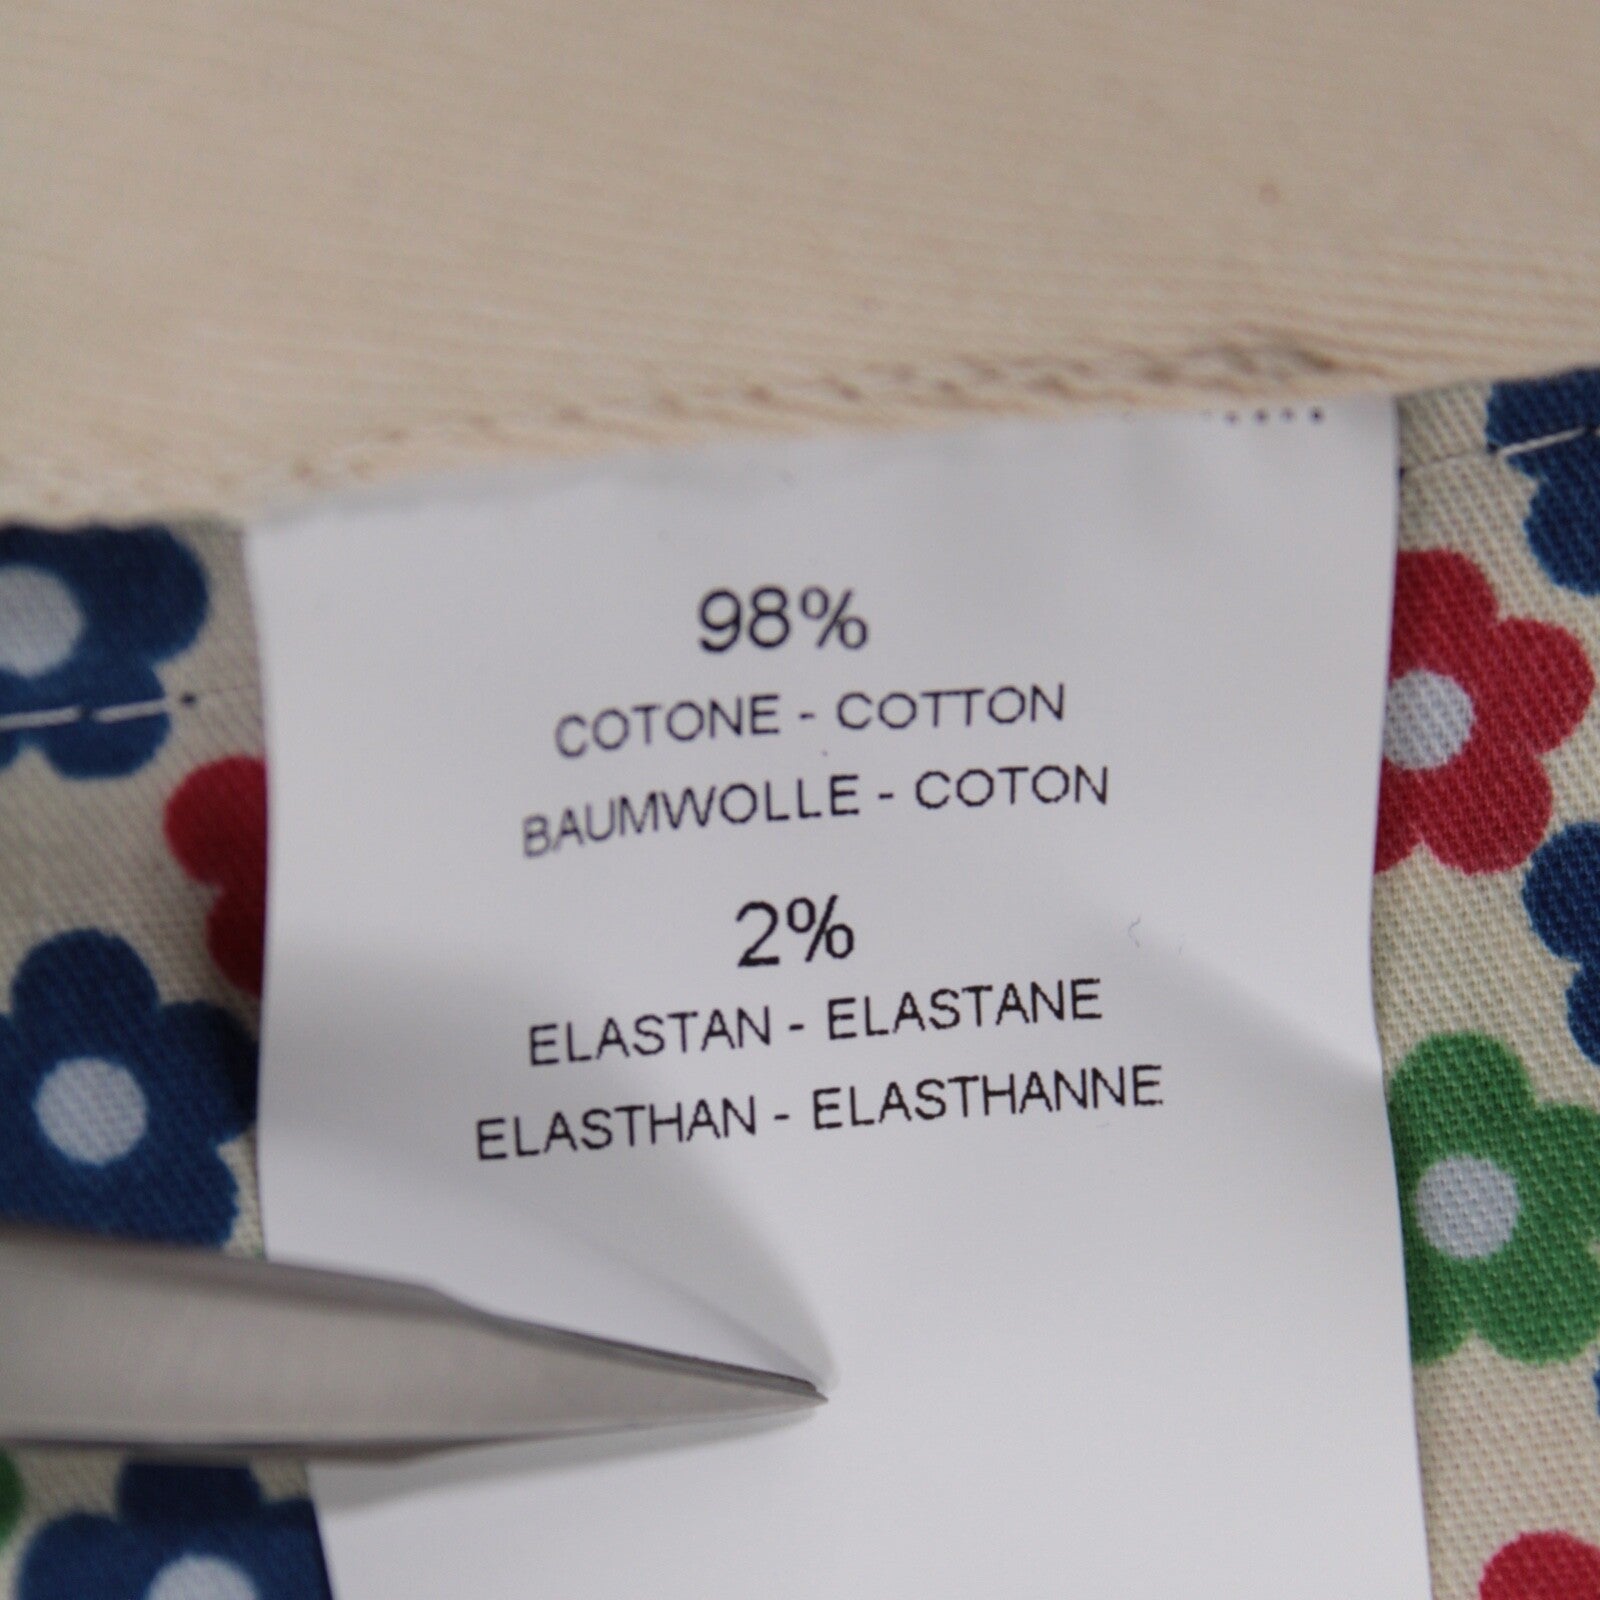 98%
COTONE - COTTON
BAUMWOLLE - COTON
2%
ELASTAN - ELASTANE
ELASTHAN - ELASTHANNE